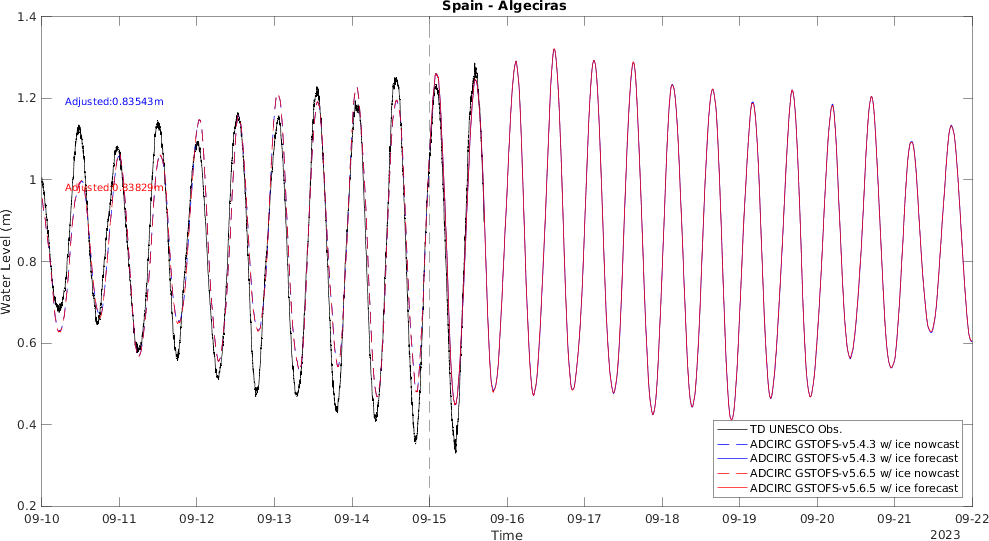 Spain - Algeciras
1.4
1.2
1
0.8
0.6
0.4
0.2
Water Level (m)
Adjusted:0.83543m
Adjusted:0.83829m
TD UNESCO Obs.
ADCIRC GSTOFS-v5.4.3 w/ ice nowcast
ADCIRC GSTOFS-v5.4.3 w/ ice forecast
ADCIRC GSTOFS-v5.6.5 w/ ice nowcast
ADCIRC GSTOFS-v5.6.5 w/ ice forecast
09-10 09-11 09-12 09-13 09-14 09-15 09-16 09-17 09-18 09-19 09-20 09-21 09-22
Time
2023